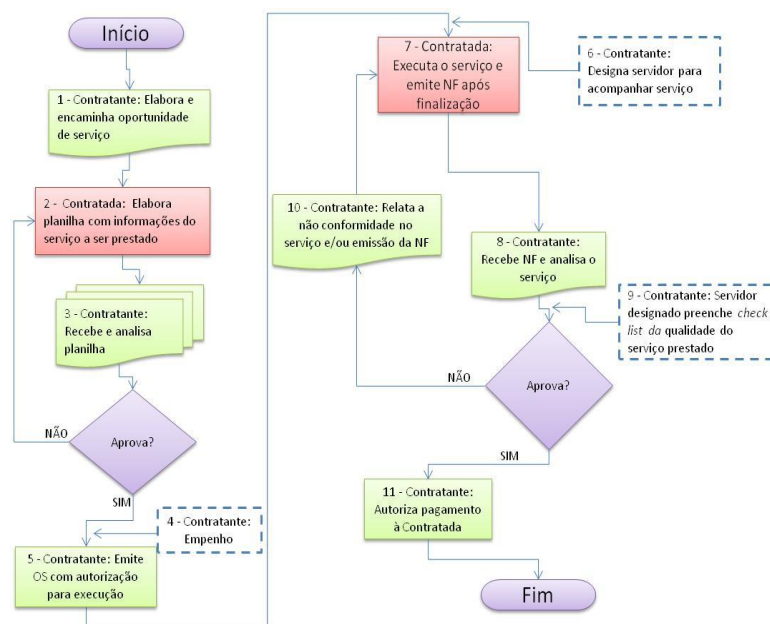 Início
1 - Contratante: Elabora e
encaminha oportunidade
de serviço
2 - Contratada: Elabora
planilha com informações do
serviço a ser prestado
3 - Contratante:
Recebe e analisa
planilha
Aprova?
NÃO
SIM
4 - Contratante:
Empenho
5 - Contratante: Emite
OS com autorização
para execução
6 - Contratante:
Designa servidor para
acompanhar serviço
7 - Contratada:
Executa o serviço e
emite NF após
finalização
8 - Contratante:
Recebe NF e analisa o
serviço
9 - Contratante: Servidor
designado preenche check
list da qualidade do
serviço prestado
10 - Contratante: Relata a
não conformidade no
serviço e/ou emissão da NF
Aprova?
NÃO
SIM
11 - Contratante:
Autoriza pagamento
à Contratada
Fim